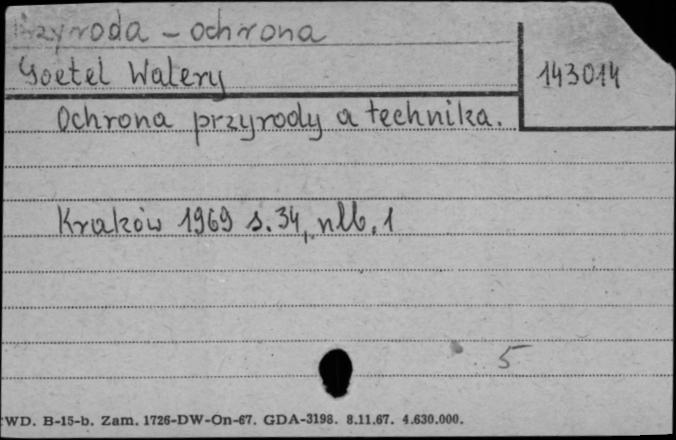 Przyroda - ochrona
Goetel Walery
143014
Ochrona przyrody a technika.
Kraków 1969 s. 34, nlb. 1
5
WD. B-15-b. Zam. 1726-DW-On-67. GDA-3198. 8.11.67. 4.630.000.